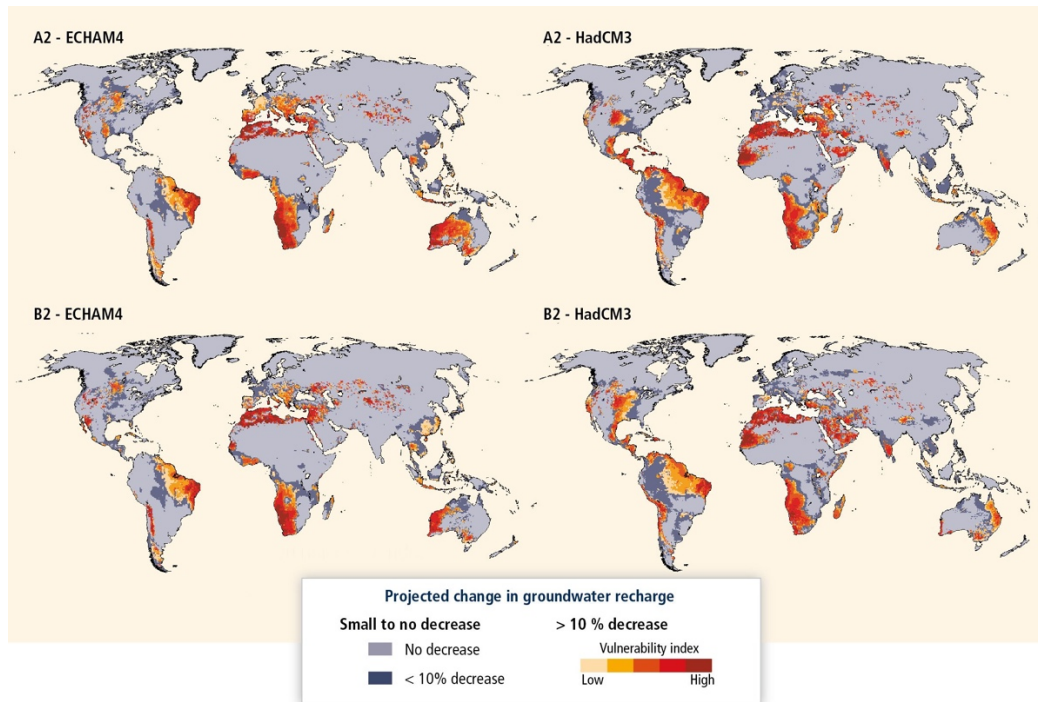 A2 - ECHAM4
A2 - HadCM3
B2 - ECHAM4
B2 - HadCM3
Projected change in groundwater recharge
Small to no decrease
No decrease
< 10% decrease
> 10 % decrease
Vulnerability index
Low High